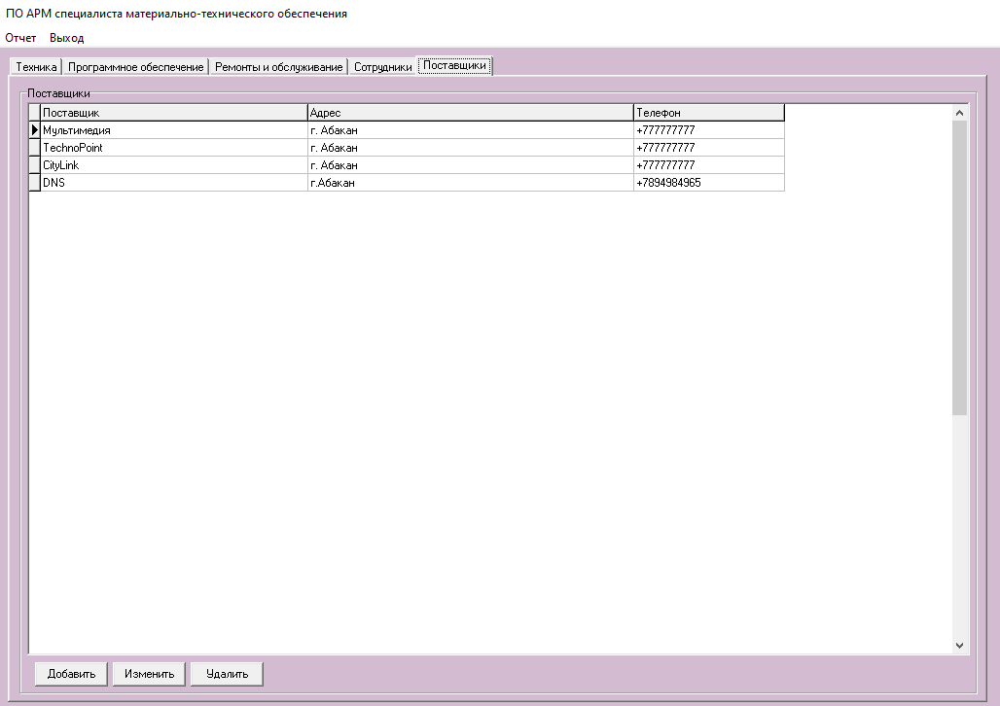 ПО АРМ специалиста материально-технического обеспечения
Отчет Выход
Техника Программное обеспечение Ремонты и обслуживание Сотрудники Поставщики
Поставщики
Поставщик Адрес Телефон
Мультимедия г. Абакан +777777777
TechnoPoint г. Абакан +777777777
CityLink г. Абакан +777777777
DNS г.Абакан +7894984965
Добавить Изменить Удалить